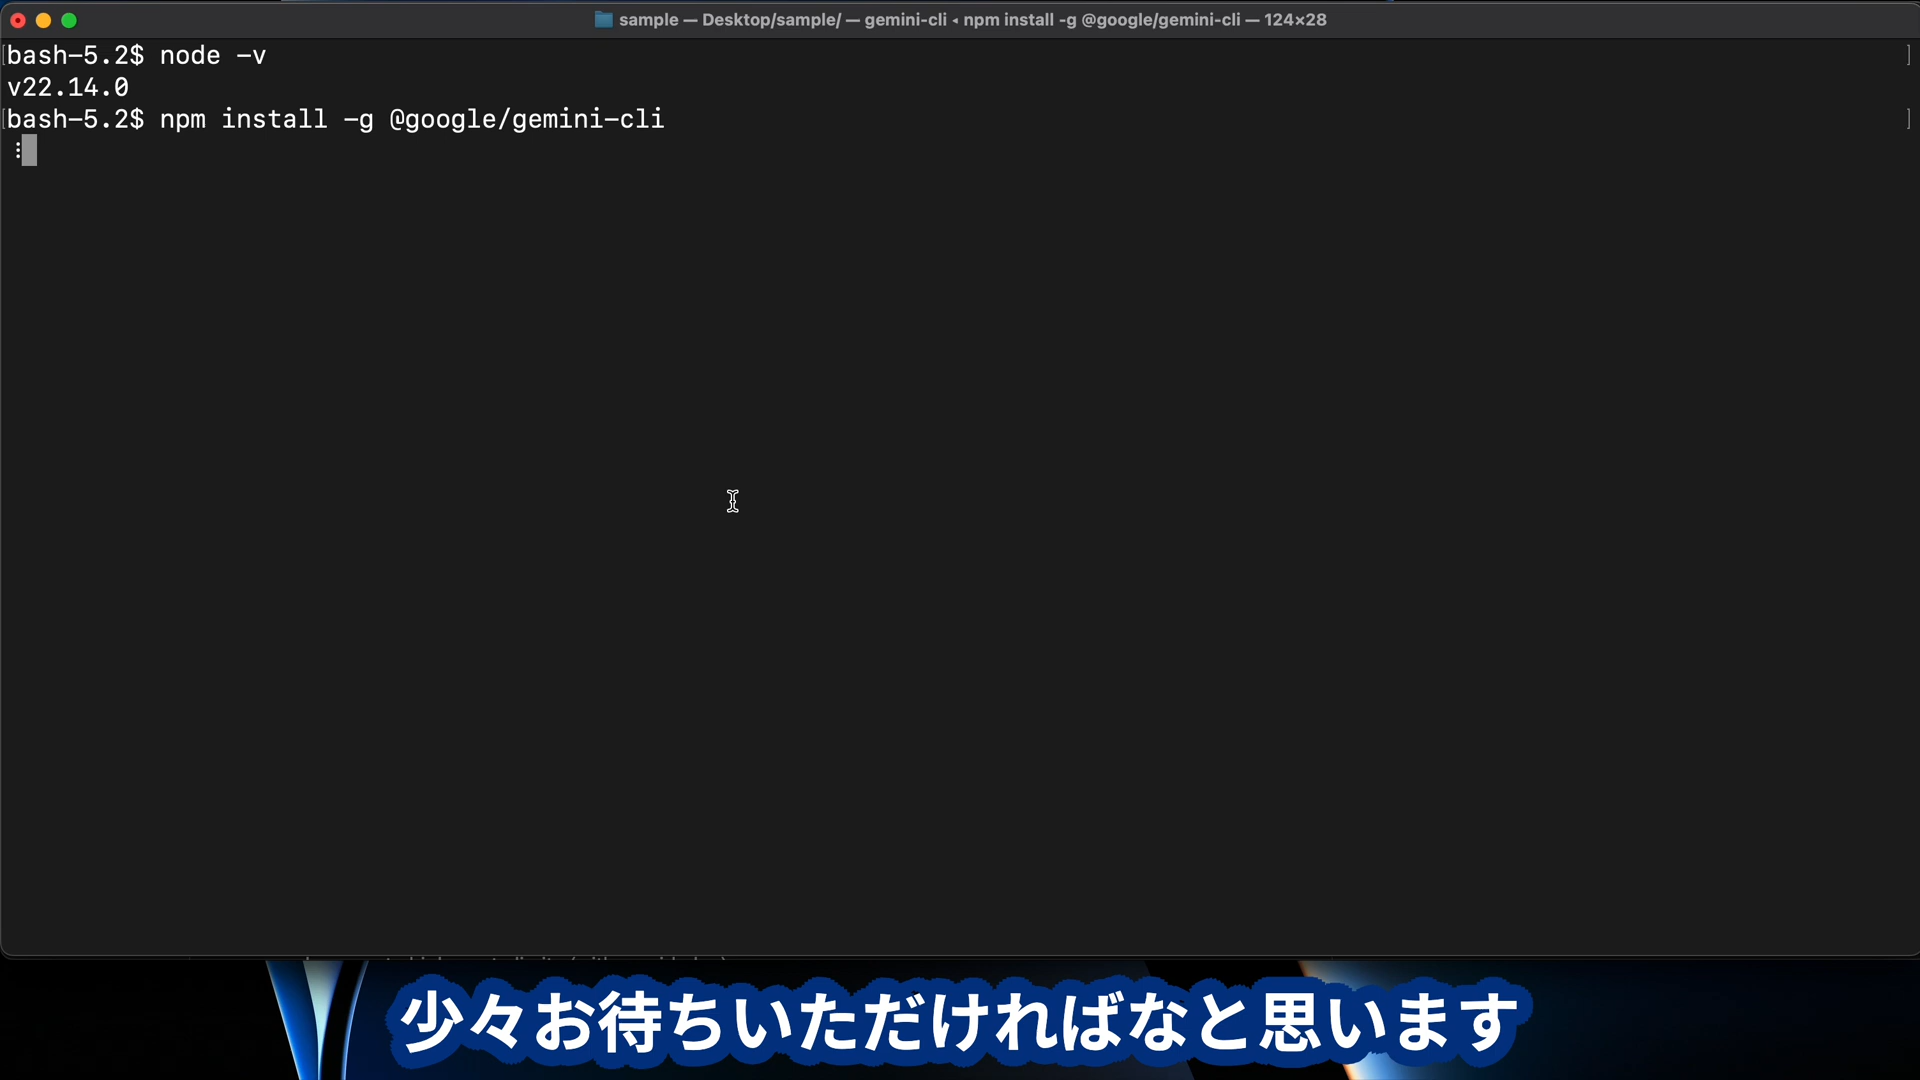 sample — Desktop/sample/ — gemini-cli ◂ npm install -g @google/gemini-cli — 124×28
bash-5.2$ node -v
v22.14.0
bash-5.2$ npm install -g @google/gemini-cli
少々お待ちいただければなと思います